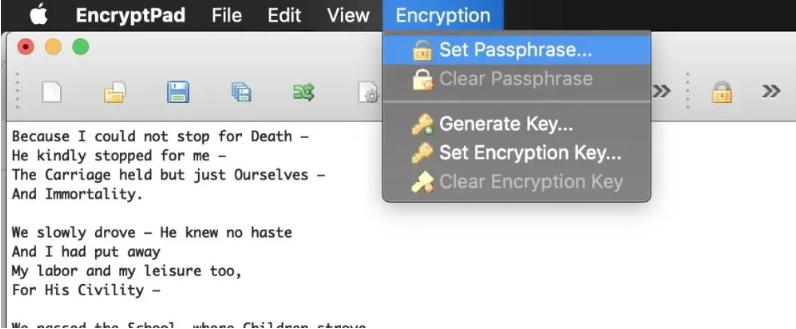 EncryptPad File Edit View Encryption
Set Passphrase...
Clear Passphrase
Generate Key...
Set Encryption Key...
Clear Encryption Key
Because I could not stop for Death –
He kindly stopped for me –
The Carriage held but just Ourselves –
And Immortality.
We slowly drove – He knew no haste
And I had put away
My labor and my leisure too,
For His Civility –
We passed the School, where Children strove